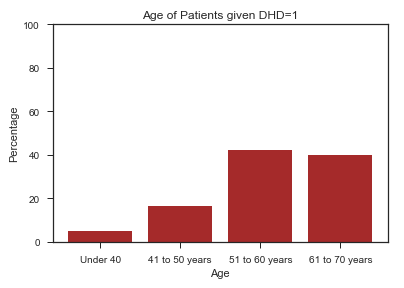 Age of Patients given DHD=1
100
80
60
40
20
0
Percentage
Under 40
41 to 50 years
51 to 60 years
61 to 70 years
Age